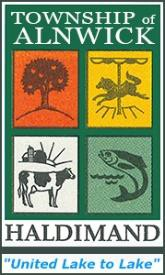 TOWNSHIP of
ALNWICK
HALDIMAND
"United Lake to Lake"